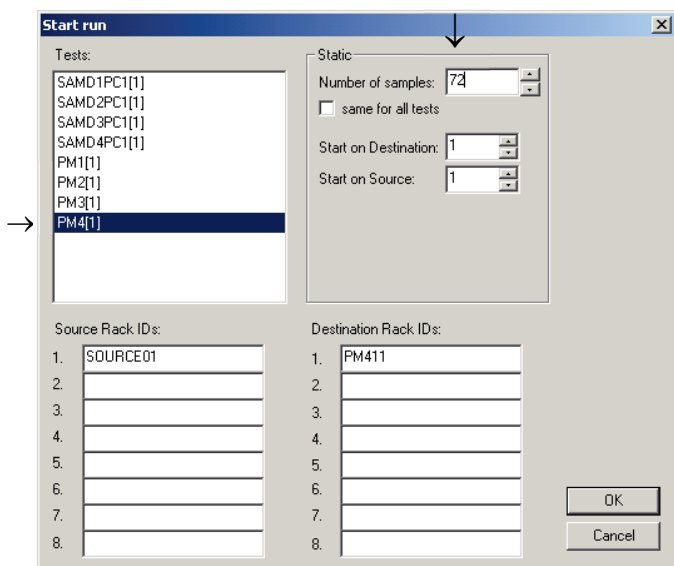 Start run
Tests:
SAMD1PC1[1]
SAMD2PC1[1]
SAMD3PC1[1]
SAMD4PC1[1]
PM1[1]
PM2[1]
PM3[1]
PM4[1]
Static
Number of samples: 72
same for all tests
Start on Destination: 1
Start on Source: 1
Source Rack IDs:
1. SOURCE01
2.
3.
4.
5.
6.
7.
8.
Destination Rack IDs:
1. PM411
2.
3.
4.
5.
6.
7.
8.
OK
Cancel